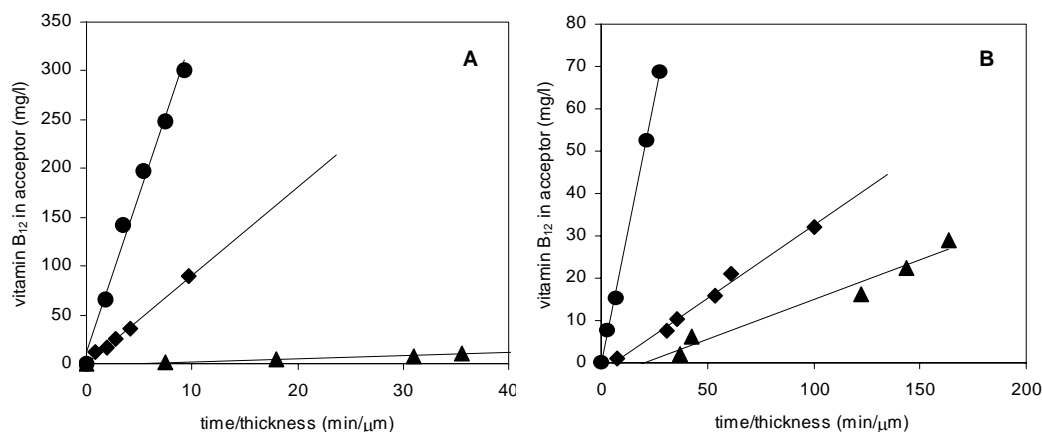 A
vitamin B12 in acceptor (mg/l)
350
300
250
200
150
100
50
0
0 10 20 30 40
time/thickness (min/μm)
B
vitamin B12 in acceptor (mg/l)
80
70
60
50
40
30
20
10
0
0 50 100 150 200
time/thickness (min/μm)